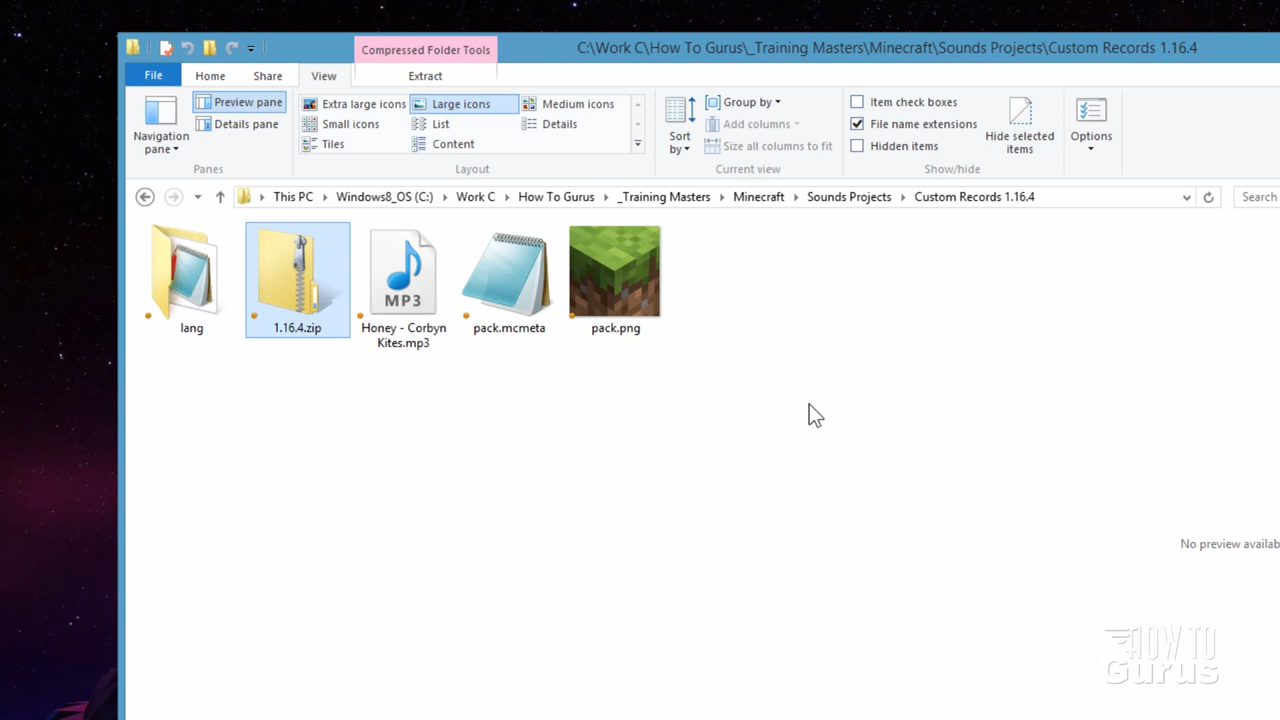 Compressed Folder Tools
C:\Work C\How To Gurus\_Training Masters\Minecraft\Sounds Projects\Custom Records 1.16.4
File Home Share View Extract
Navigation pane
Preview pane
Details pane
Panes
Extra large icons Large icons Medium icons
Small icons List Details
Tiles Content
Layout
Sort by
Group by
Add columns
Size all columns to fit
Current view
Item check boxes
File name extensions
Hidden items
Hide selected items
Show/hide
Options
This PC Windows8_OS (C:) Work C How To Gurus _Training Masters Minecraft Sounds Projects Custom Records 1.16.4
Search
MP3
lang
1.16.4.zip
Honey - Corbyn
Kites.mp3
pack.mcmeta
pack.png
No preview availab
HOW TO
Gurus